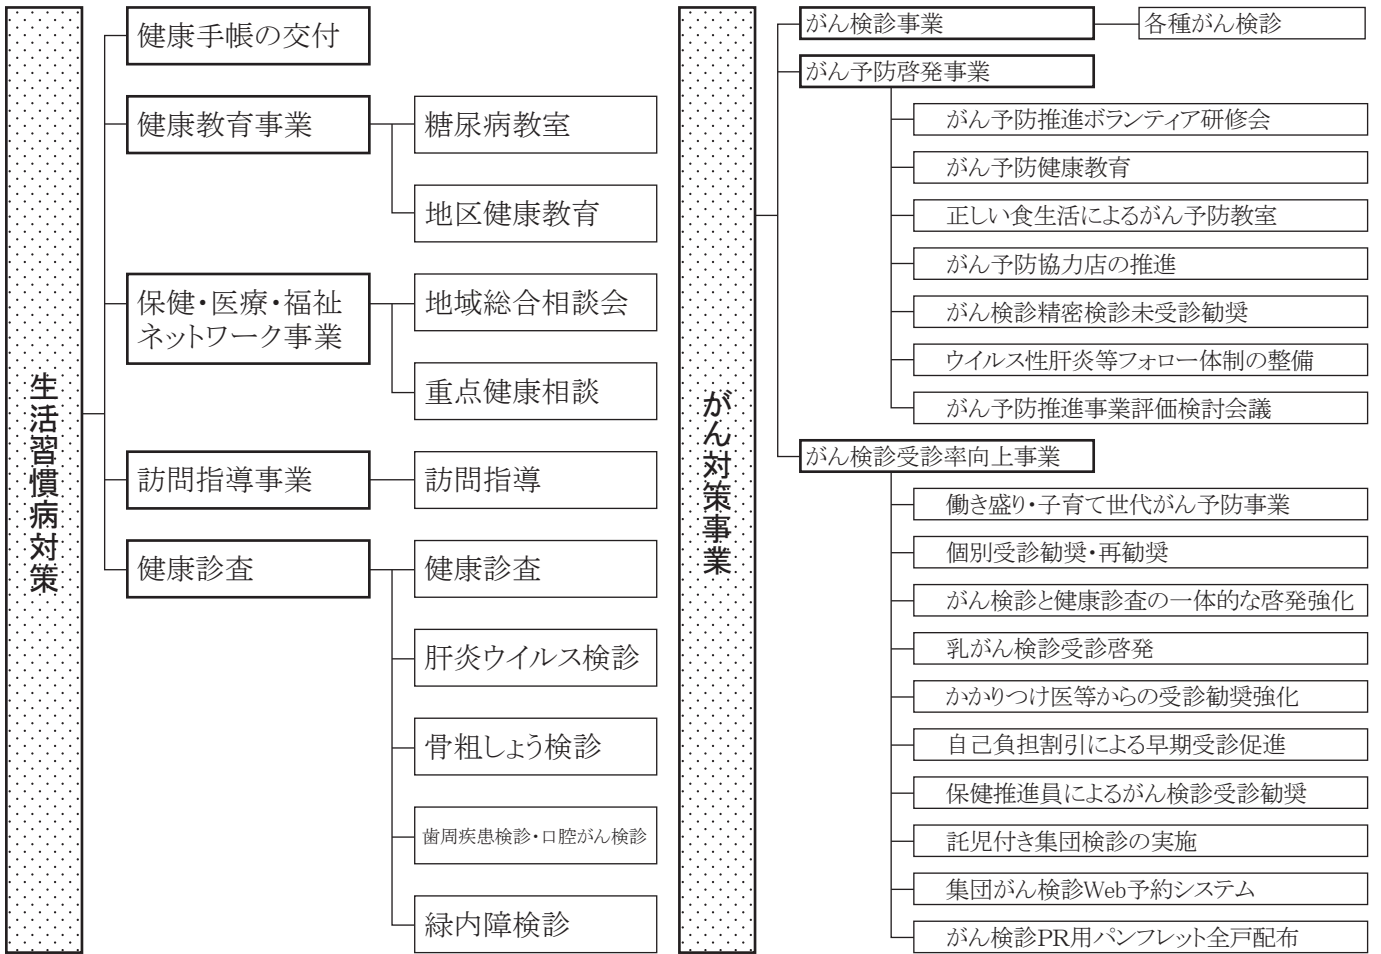 生活習慣病対策
健康手帳の交付
健康教育事業
糖尿病教室
地区健康教育
保健・医療・福祉
ネットワーク事業
地域総合相談会
重点健康相談
訪問指導事業
訪問指導
健康診査
健康診査
肝炎ウイルス検診
骨粗しょう検診
歯周疾患検診・口腔がん検診
緑内障検診
がん対策事業
がん検診事業
各種がん検診
がん予防啓発事業
がん予防推進ボランティア研修会
がん予防健康教育
正しい食生活によるがん予防教室
がん予防協力店の推進
がん検診精密検診未受診勧奨
ウイルス性肝炎等フォロー体制の整備
がん予防推進事業評価検討会議
がん検診受診率向上事業
働き盛り・子育て世代がん予防事業
個別受診勧奨・再勧奨
がん検診と健康診査の一体的な啓発強化
乳がん検診受診啓発
かかりつけ医等からの受診勧奨強化
自己負担割引による早期受診促進
保健推進員によるがん検診受診勧奨
託児付き集団検診の実施
集団がん検診Web予約システム
がん検診PR用パンフレット全戸配布